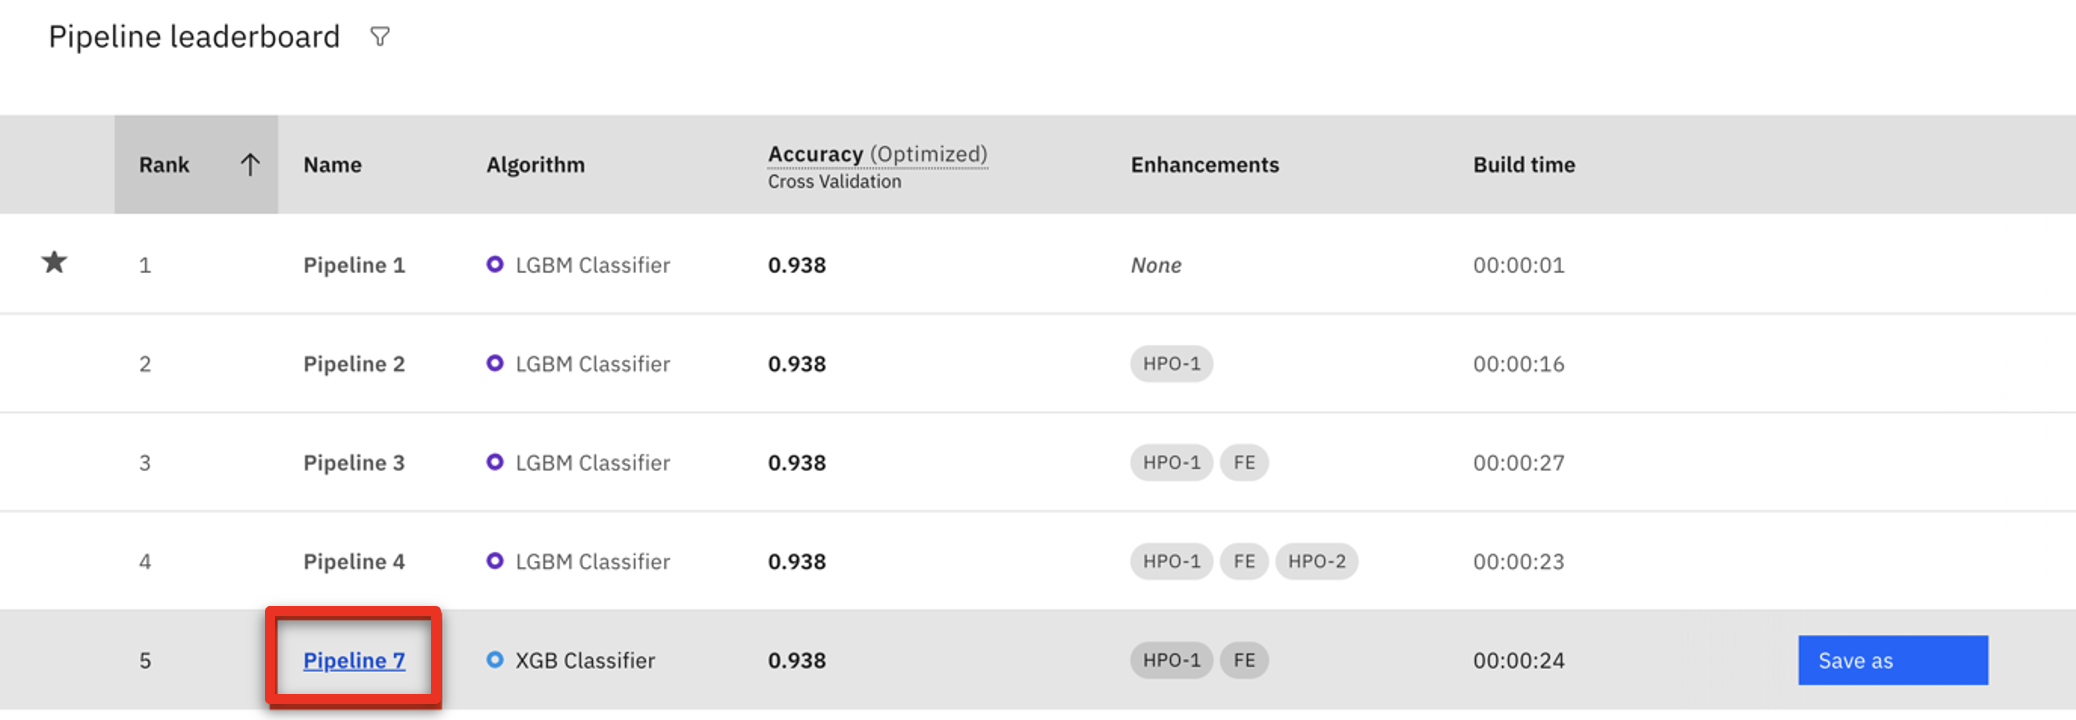 Pipeline leaderboard
Rank Name Algorithm Accuracy (Optimized) Enhancements Build time
Cross Validation
1 Pipeline 1 LGBM Classifier 0.938 None 00:00:01
2 Pipeline 2 LGBM Classifier 0.938 HPO-1 00:00:16
3 Pipeline 3 LGBM Classifier 0.938 HPO-1 FE 00:00:27
4 Pipeline 4 LGBM Classifier 0.938 HPO-1 FE HPO-2 00:00:23
5 Pipeline 7 XGB Classifier 0.938 HPO-1 FE 00:00:24 Save as